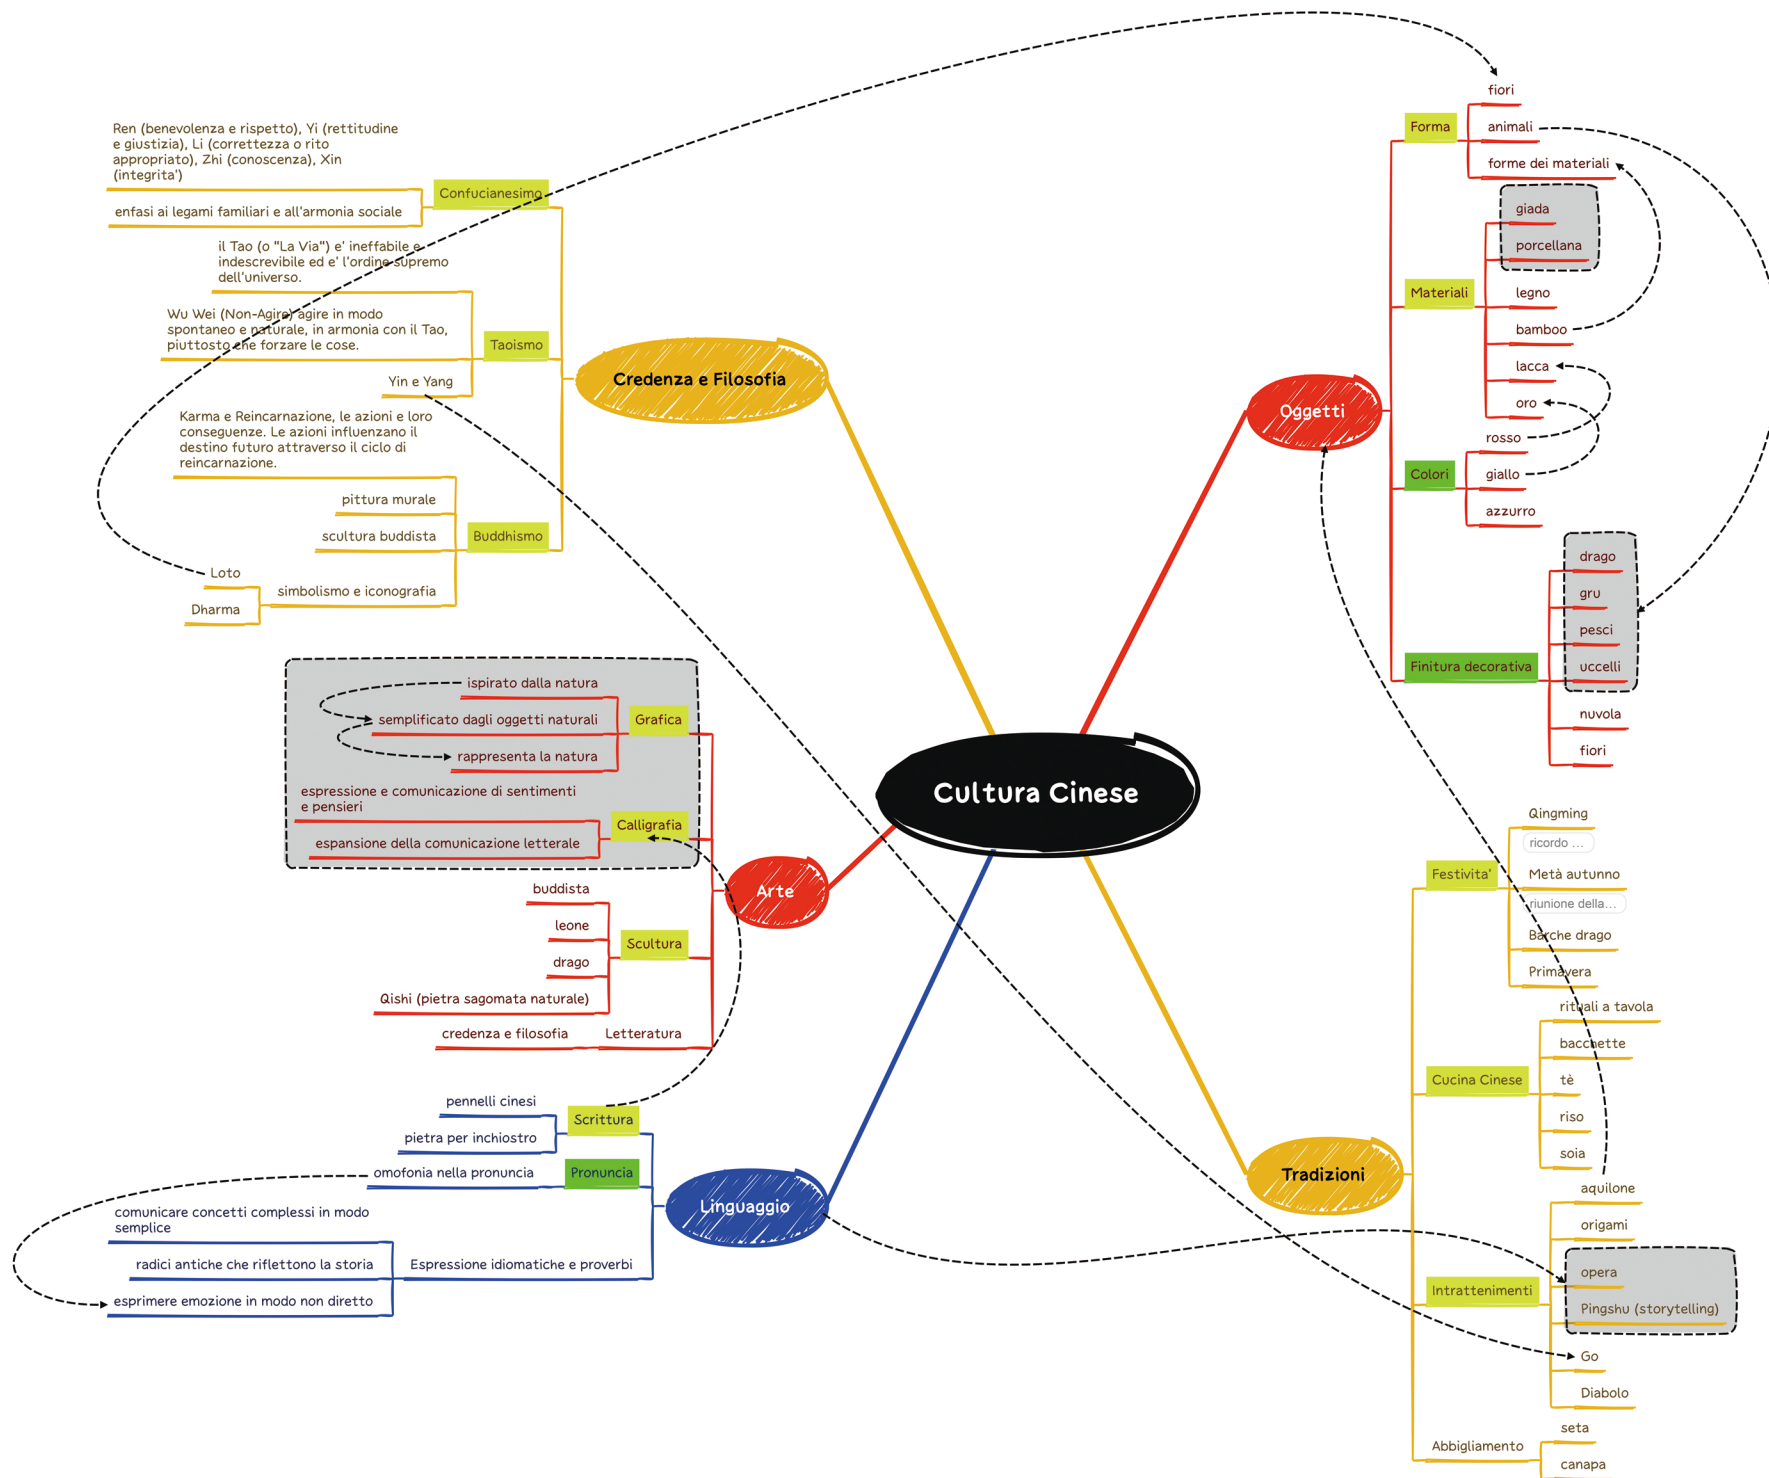 Cultura Cinese
Credenza e Filosofia
Confucianesimo
Ren (benevolenza e rispetto), Yi (rettitudine
e giustizia), Li (correttezza o rito
appropriato), Zhi (conoscenza), Xin
(integrita')
enfasi ai legami familiari e all'armonia sociale
Taoismo
il Tao (o "La Via") e' ineffabile e
indescrevibile ed e' l'ordine supremo
dell'universo.
Wu Wei (Non-Agire) agire in modo
spontaneo e naturale, in armonia con il Tao,
piuttosto che forzare le cose.
Yin e Yang
Buddhismo
Karma e Reincarnazione, le azioni e loro
conseguenze. Le azioni influenzano il
destino futuro attraverso il ciclo di
reincarnazione.
pittura murale
scultura buddista
simbolismo e iconografia
Loto
Dharma
Arte
Grafica
ispirato dalla natura
semplificato dagli oggetti naturali
rappresenta la natura
Calligrafia
espressione e comunicazione di sentimenti
e pensieri
espansione della comunicazione letterale
Scultura
buddista
leone
drago
Qishi (pietra sagomata naturale)
Letteratura
credenza e filosofia
Linguaggio
Scrittura
pennelli cinesi
pietra per inchiostro
Pronuncia
omofonia nella pronuncia
Espressione idiomatiche e proverbi
comunicare concetti complessi in modo
semplice
radici antiche che riflettono la storia
esprimere emozione in modo non diretto
Oggetti
Forma
fiori
animali
forme dei materiali
Materiali
giada
porcellana
legno
bamboo
lacca
oro
Colori
rosso
giallo
azzurro
Finitura decorativa
drago
gru
pesci
uccelli
nuvola
fiori
Tradizioni
Festivita'
Qingming
ricordo ...
Metà autunno
riunione della...
Barche drago
Primavera
Cucina Cinese
rituali a tavola
bacchette
tè
riso
soia
Intrattenimenti
aquilone
origami
opera
Pingshu (storytelling)
Go
Diabolo
Abbigliamento
seta
canapa